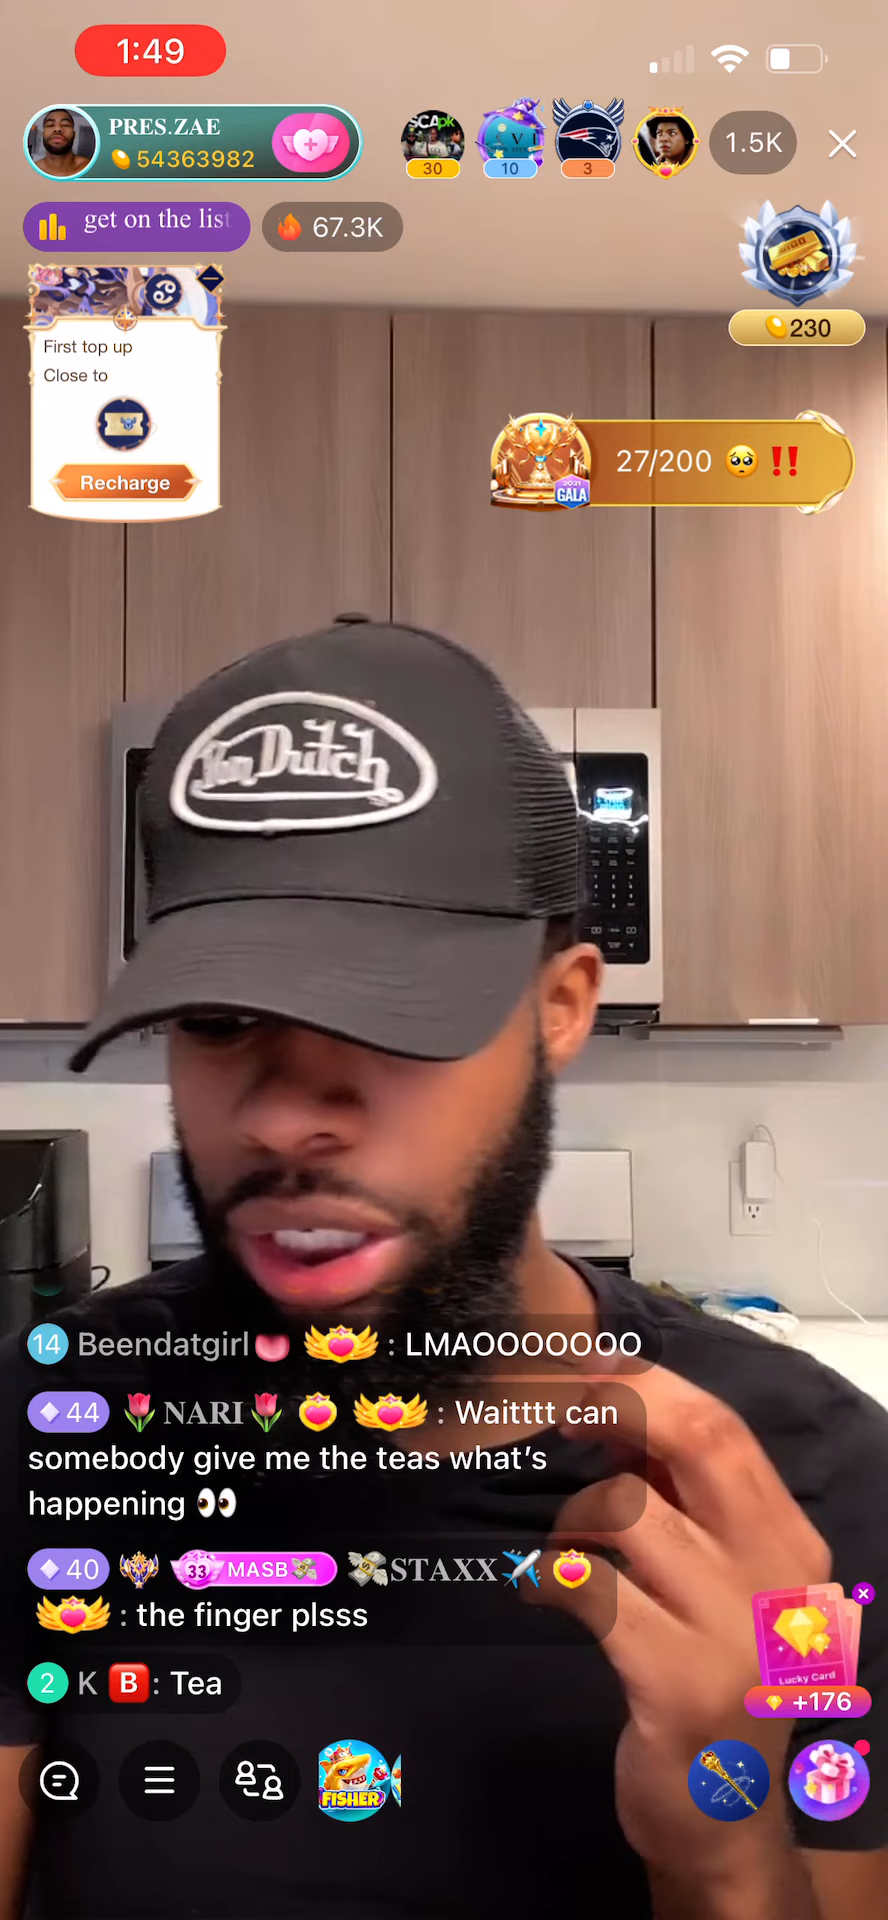 1:49
PRES.ZAE
54363982
SCApk
30
10
3
1.5K
get on the list
67.3K
230
First top up
Close to
Recharge
27/200 🥺 ‼️
2021
GALA
Von Dutch
14 Beendatgirl👅 : LMAOOOOOOO
44 🌷NARI🌷 : Waitttt can
somebody give me the teas what's
happening 👀
40 33 MASB💸 💸STAXX✈️
: the finger plsss
2 K 🅱️ : Tea
Lucky Card
+176
FISHER